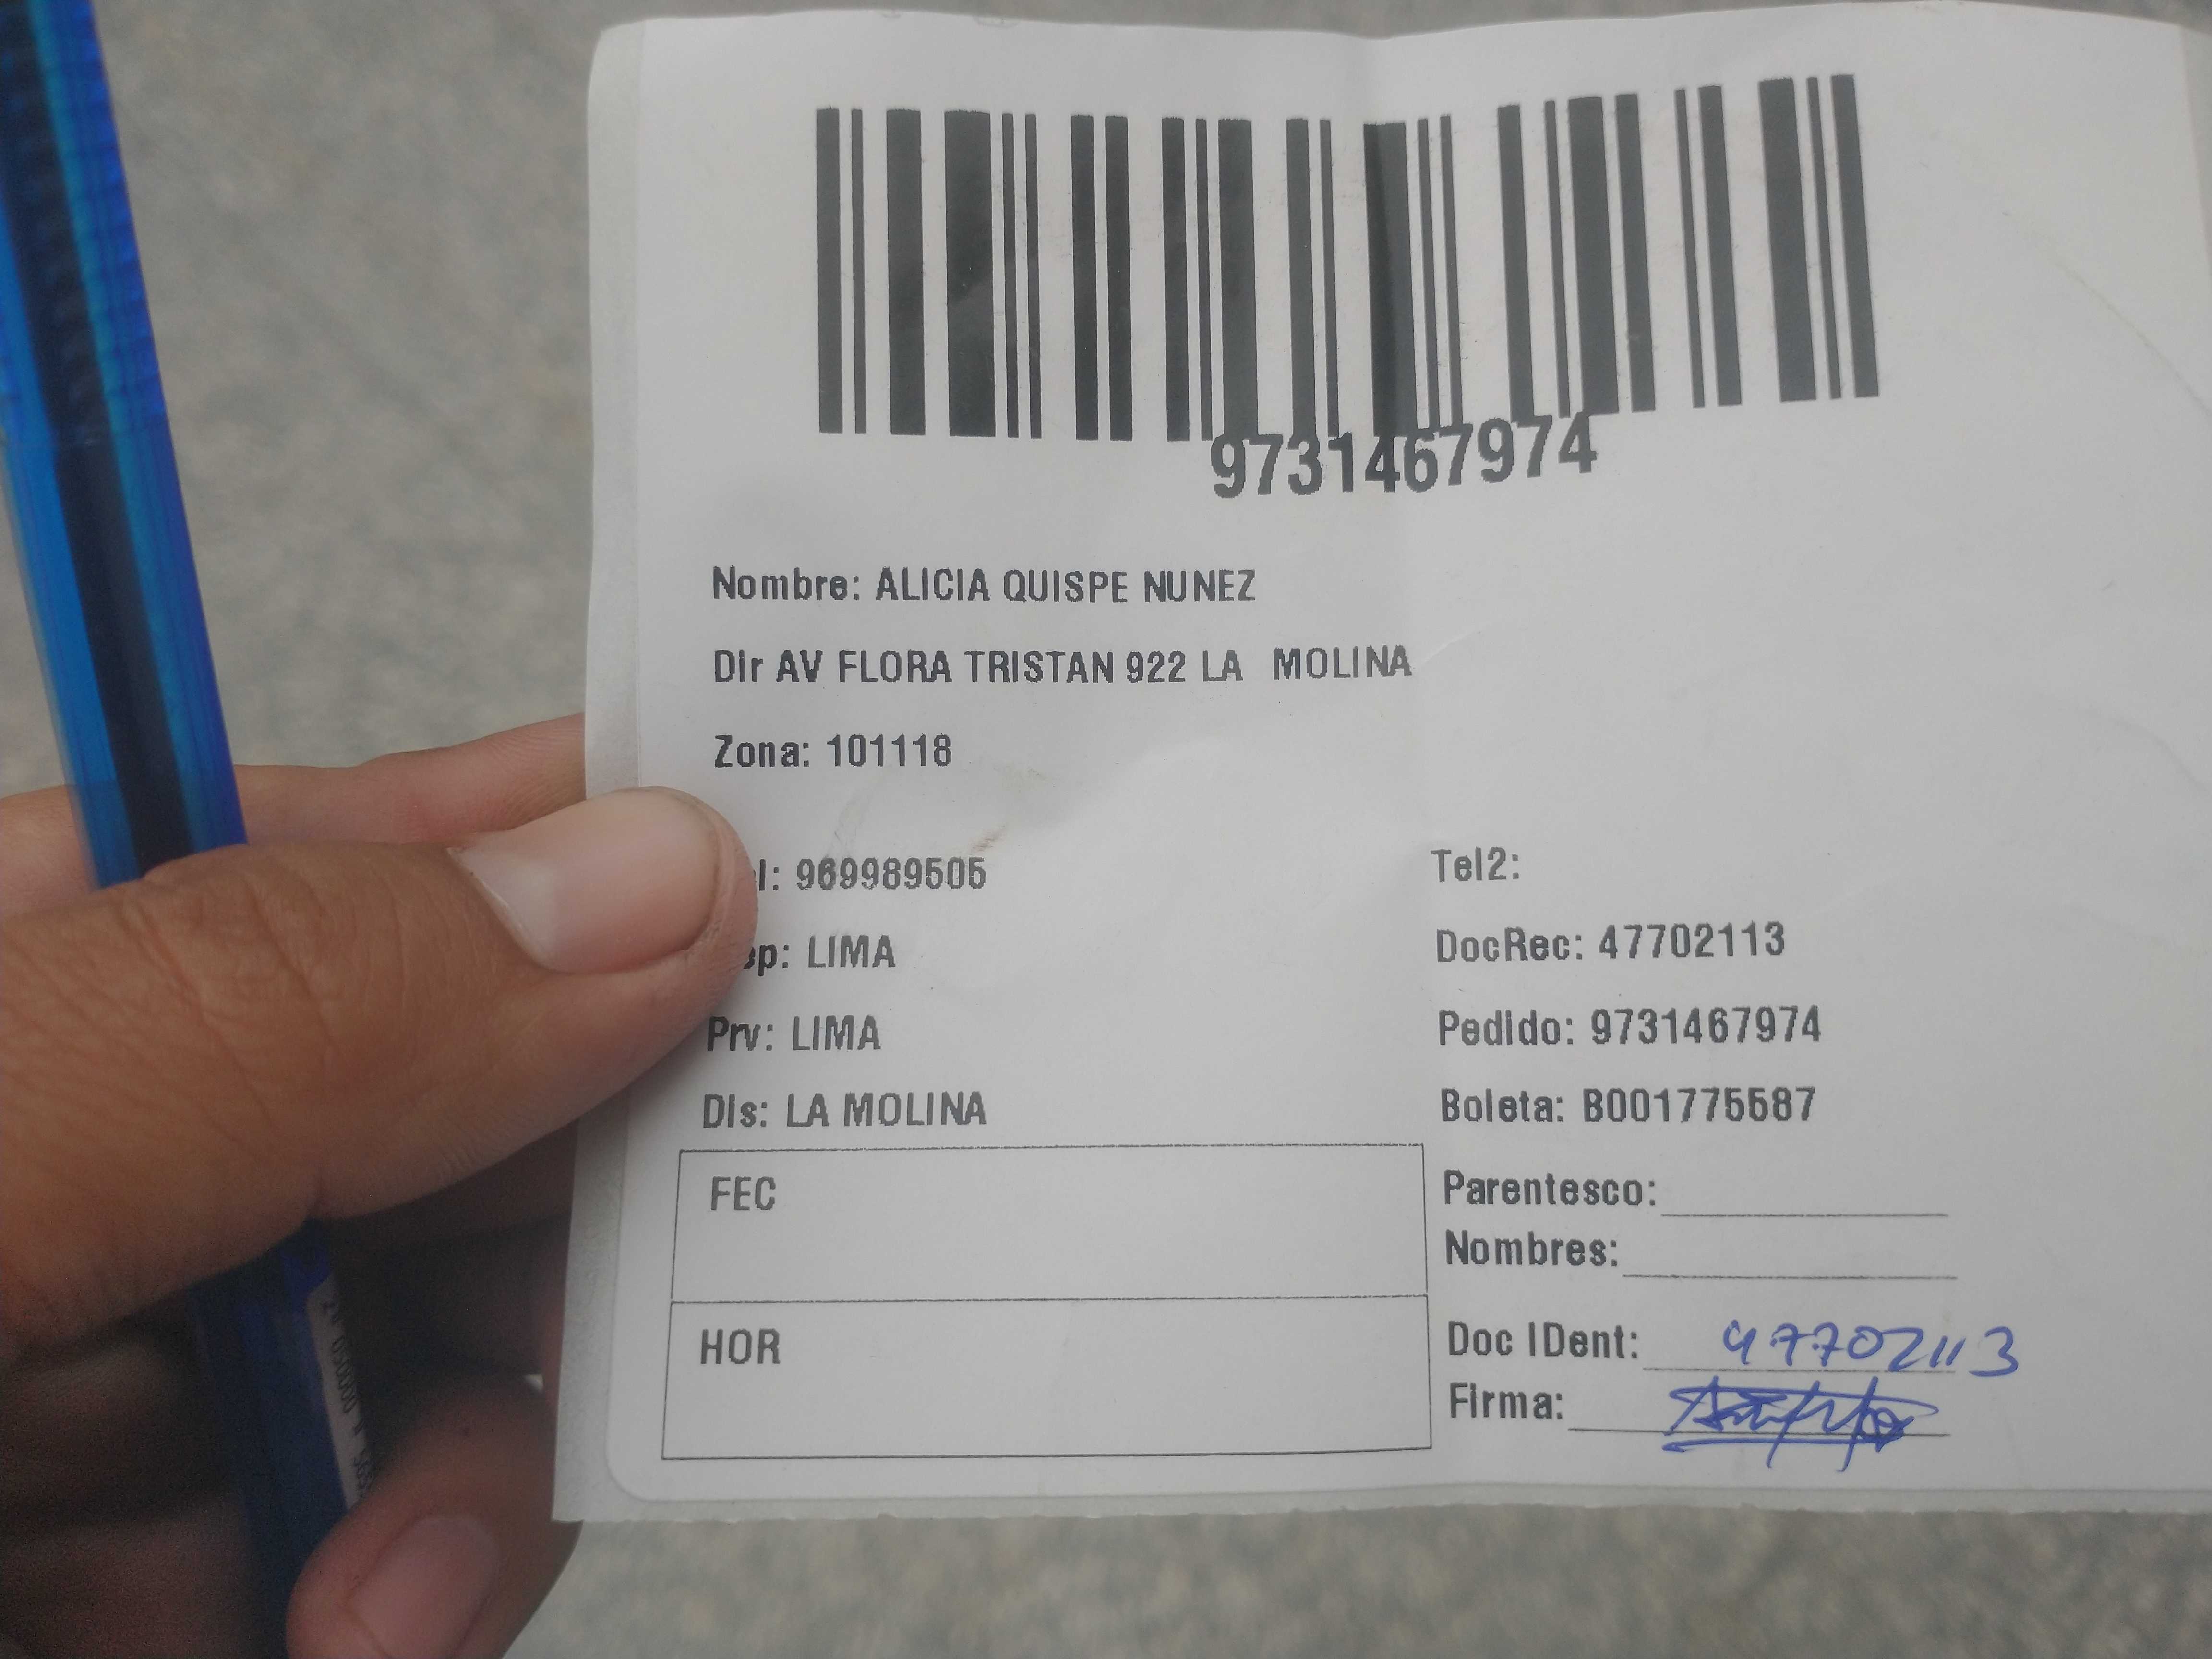 9731467974
Nombre: ALICIA QUISPE NUNEZ
Dir AV FLORA TRISTAN 922 LA MOLINA
Zona: 101118
l: 969989505
Tel2:
ep: LIMA
DocRec: 47702113
Prv: LIMA
Pedido: 9731467974
Dis: LA MOLINA
Boleta: B001775587
FEC
Parentesco:
Nombres:
HOR
Doc IDent: 47702113
Firma: